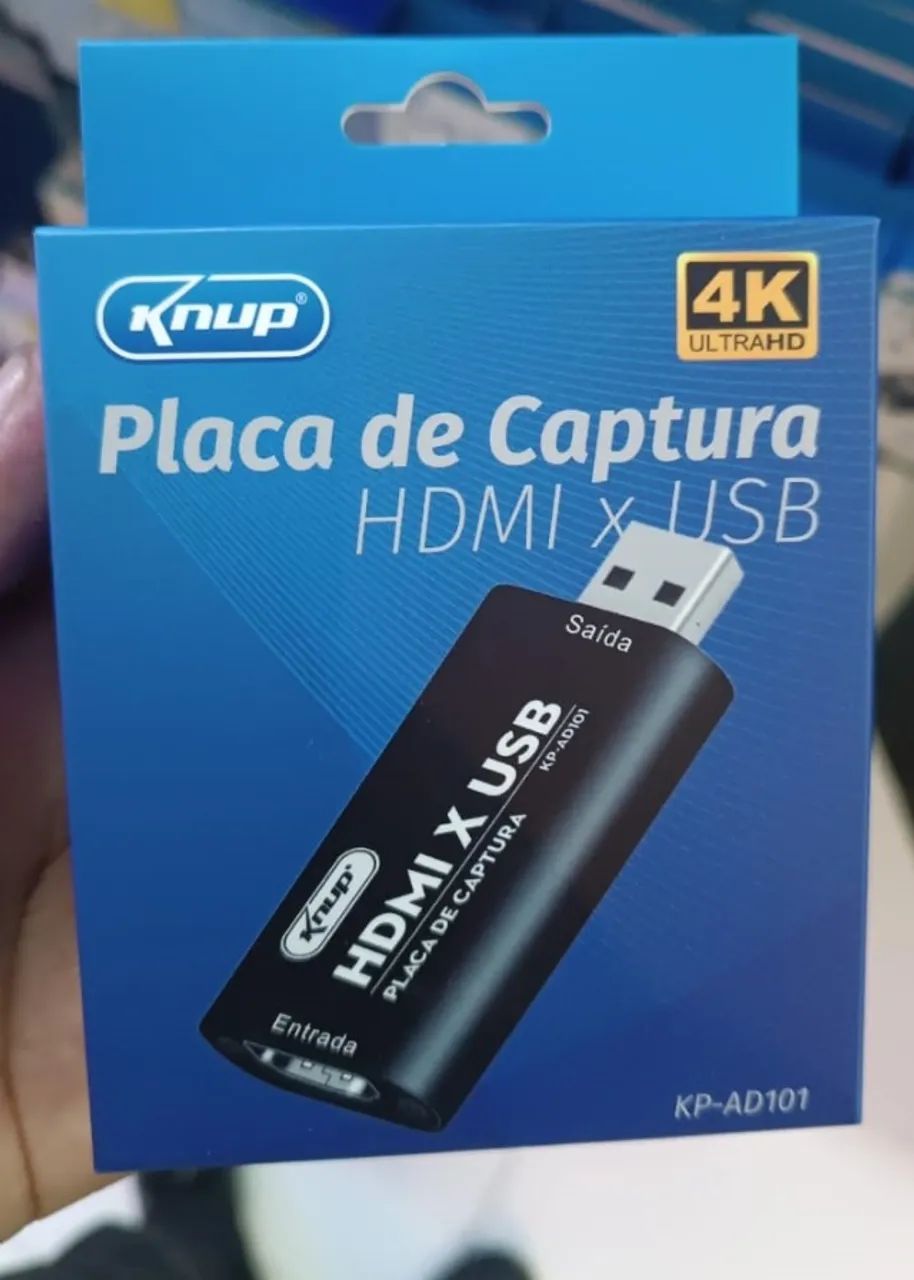 Knup®
4K
ULTRAHD
Placa de Captura
HDMI x USB
Saída
HDMI X USB
KP-AD101
PLACA DE CAPTURA
Knup®
Entrada
KP-AD101